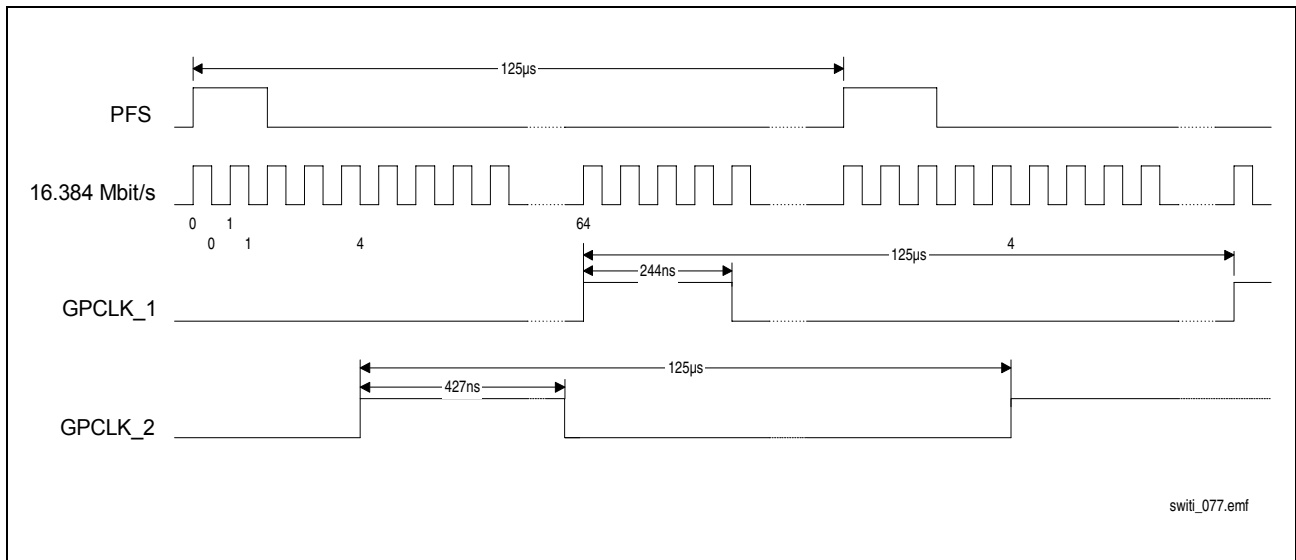 125µs
PFS
16.384 Mbit/s
0 1 64
0 1 4 4
125µs
244ns
GPCLK_1
125µs
427ns
GPCLK_2
switi_077.emf